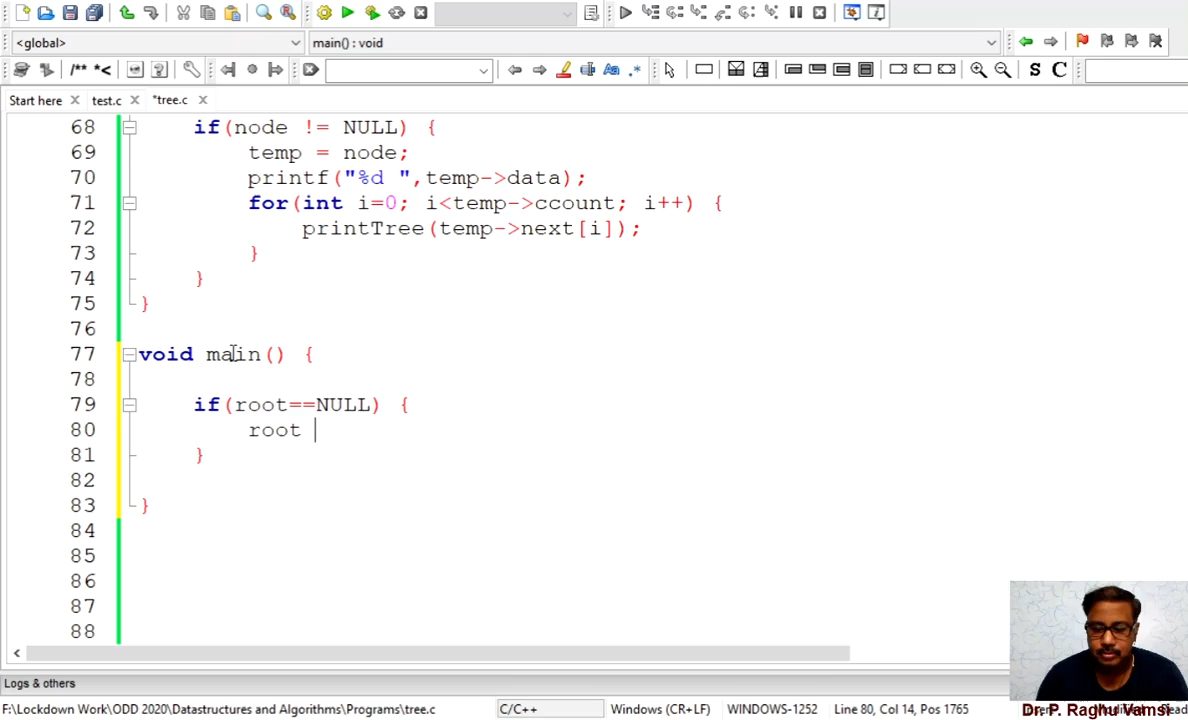 <global>
main() : void
/** *<
.*
S C
Start here
test.c
*tree.c
68 if(node != NULL) {
69 temp = node;
70 printf("%d ",temp->data);
71 for(int i=0; i<temp->ccount; i++) {
72 printTree(temp->next[i]);
73 }
74 }
75 }
76
77 void main() {
78
79 if(root==NULL) {
80 root
81 }
82
83 }
84
85
86
87
88
Logs & others
F:\Lockdown Work\ODD 2020\Datastructures and Algorithms\Programs\tree.c C/C++ Windows (CR+LF) WINDOWS-1252 Line 80, Col 14, Pos 1765
Dr. P. Raghu Vamsi